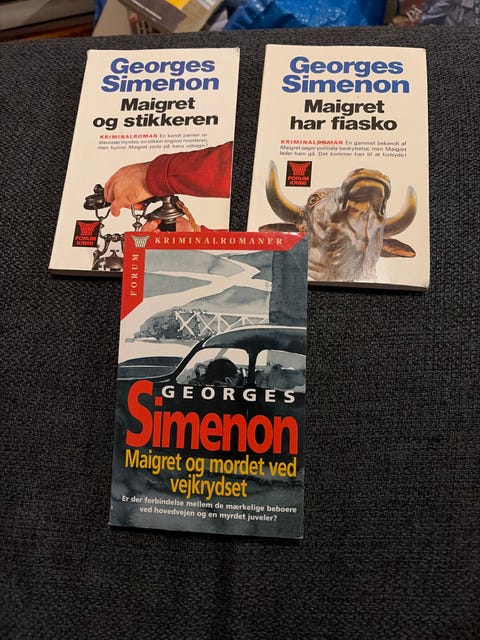 Georges
Simenon
Maigret
og stikkeren
KRIMINALROMAN En kendt pariser re-
stauratør myrdes, en stikker angiver morderen,
men kunne Maigret stole på hans udsagn?
FORUM
KRIMI
Georges
Simenon
Maigret
har fiasko
KRIMINALROMAN En gammel bekendt af
Maigret søger politiets beskyttelse, men Maigret
lader ham gå. Det kommer han til at fortryde!
FORUM
KRIMI
FORUM
KRIMINALROMANER
GEORGES
Simenon
Maigret og mordet ved
vejkrydset
Er der forbindelse mellem de mærkelige beboere
ved hovedvejen og en myrdet juveler?